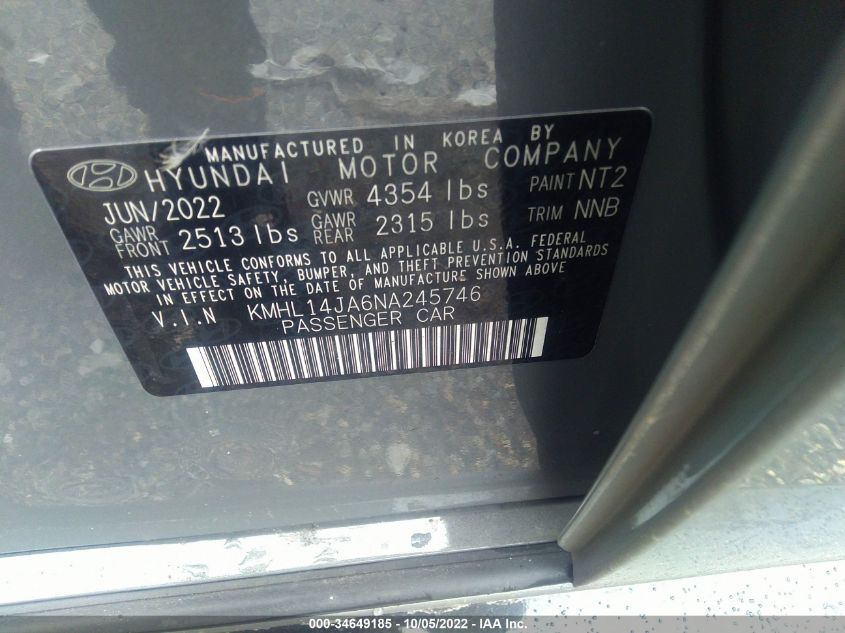 MANUFACTURED IN KOREA BY
HYUNDAI MOTOR COMPANY
JUN/2022 GVWR 4354 lbs PAINT NT2
GAWR FRONT 2513 lbs GAWR REAR 2315 lbs TRIM NNB
THIS VEHICLE CONFORMS TO ALL APPLICABLE U.S.A. FEDERAL
MOTOR VEHICLE SAFETY, BUMPER, AND THEFT PREVENTION STANDARDS
IN EFFECT ON THE DATE OF MANUFACTURE SHOWN ABOVE
V.I.N KMHL14JA6NA245746
PASSENGER CAR
000-34649185 - 10/05/2022 - IAA Inc.